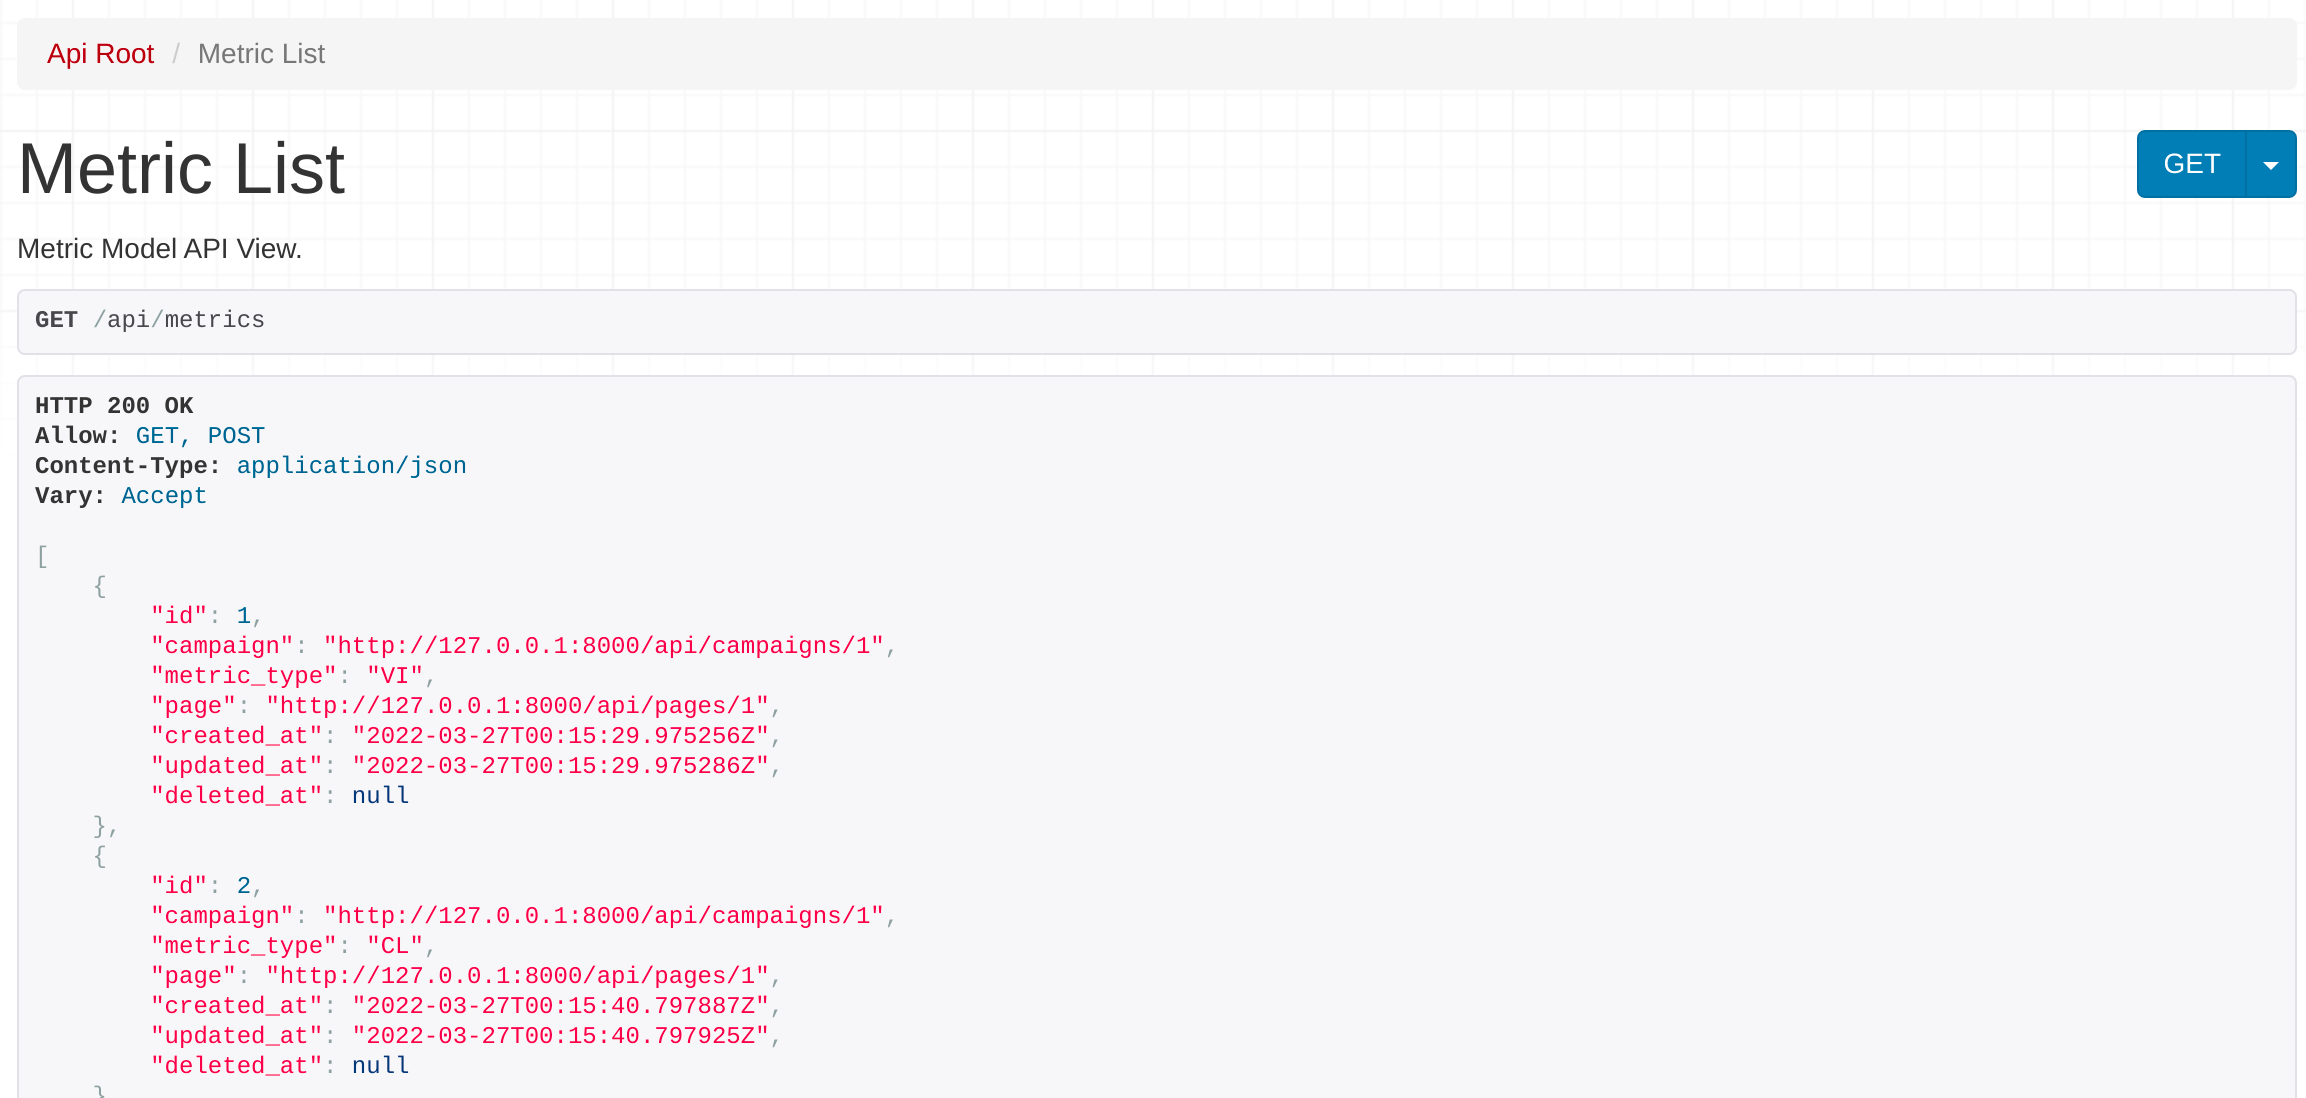 Api Root / Metric List
Metric List
GET
Metric Model API View.
GET /api/metrics
HTTP 200 OK
Allow: GET, POST
Content-Type: application/json
Vary: Accept
[
    {
        "id": 1,
        "campaign": "http://127.0.0.1:8000/api/campaigns/1",
        "metric_type": "VI",
        "page": "http://127.0.0.1:8000/api/pages/1",
        "created_at": "2022-03-27T00:15:29.975256Z",
        "updated_at": "2022-03-27T00:15:29.975286Z",
        "deleted_at": null
    },
    {
        "id": 2,
        "campaign": "http://127.0.0.1:8000/api/campaigns/1",
        "metric_type": "CL",
        "page": "http://127.0.0.1:8000/api/pages/1",
        "created_at": "2022-03-27T00:15:40.797887Z",
        "updated_at": "2022-03-27T00:15:40.797925Z",
        "deleted_at": null
    }